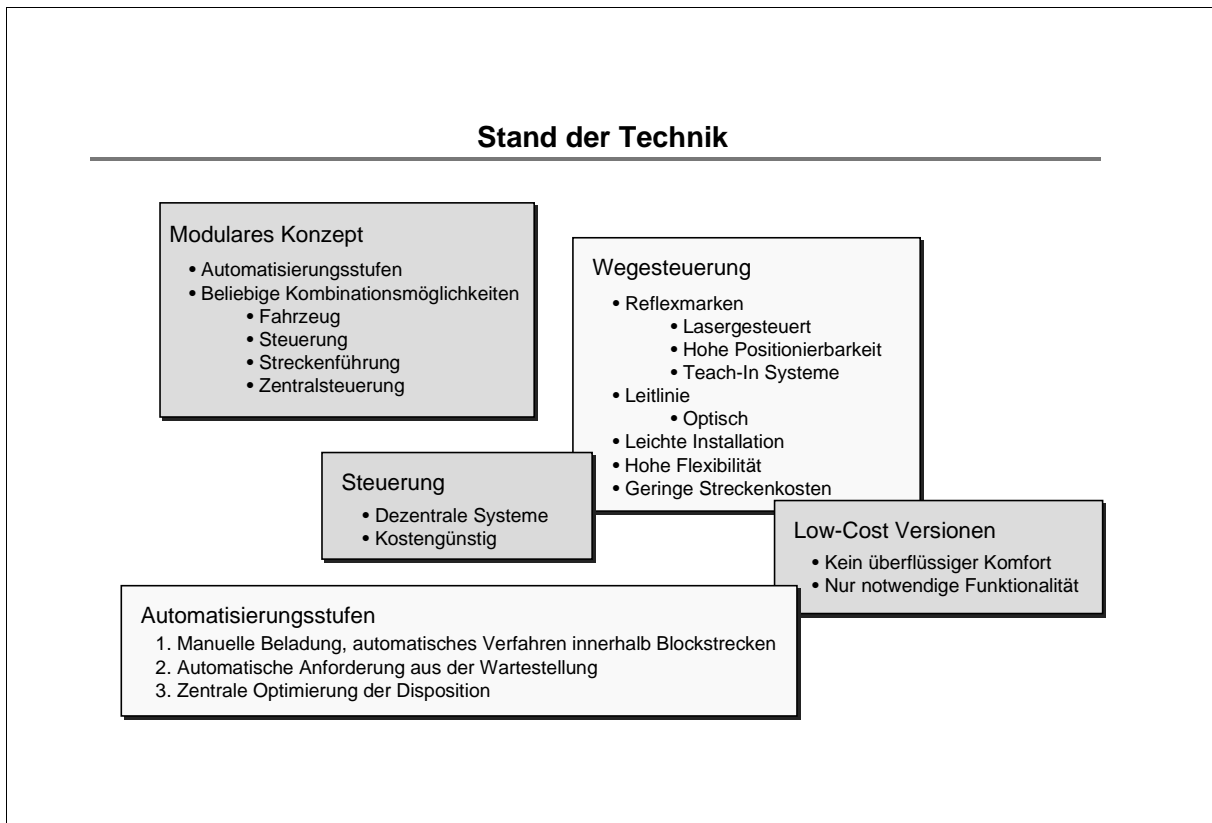 Stand der Technik
Modulares Konzept
• Automatisierungsstufen
• Beliebige Kombinationsmöglichkeiten
• Fahrzeug
• Steuerung
• Streckenführung
• Zentralsteuerung
Wegesteuerung
• Reflexmarken
• Lasergesteuert
• Hohe Positionierbarkeit
• Teach-In Systeme
• Leitlinie
• Optisch
• Leichte Installation
• Hohe Flexibilität
• Geringe Streckenkosten
Steuerung
• Dezentrale Systeme
• Kostengünstig
Low-Cost Versionen
• Kein überflüssiger Komfort
• Nur notwendige Funktionalität
Automatisierungsstufen
1. Manuelle Beladung, automatisches Verfahren innerhalb Blockstrecken
2. Automatische Anforderung aus der Wartestellung
3. Zentrale Optimierung der Disposition